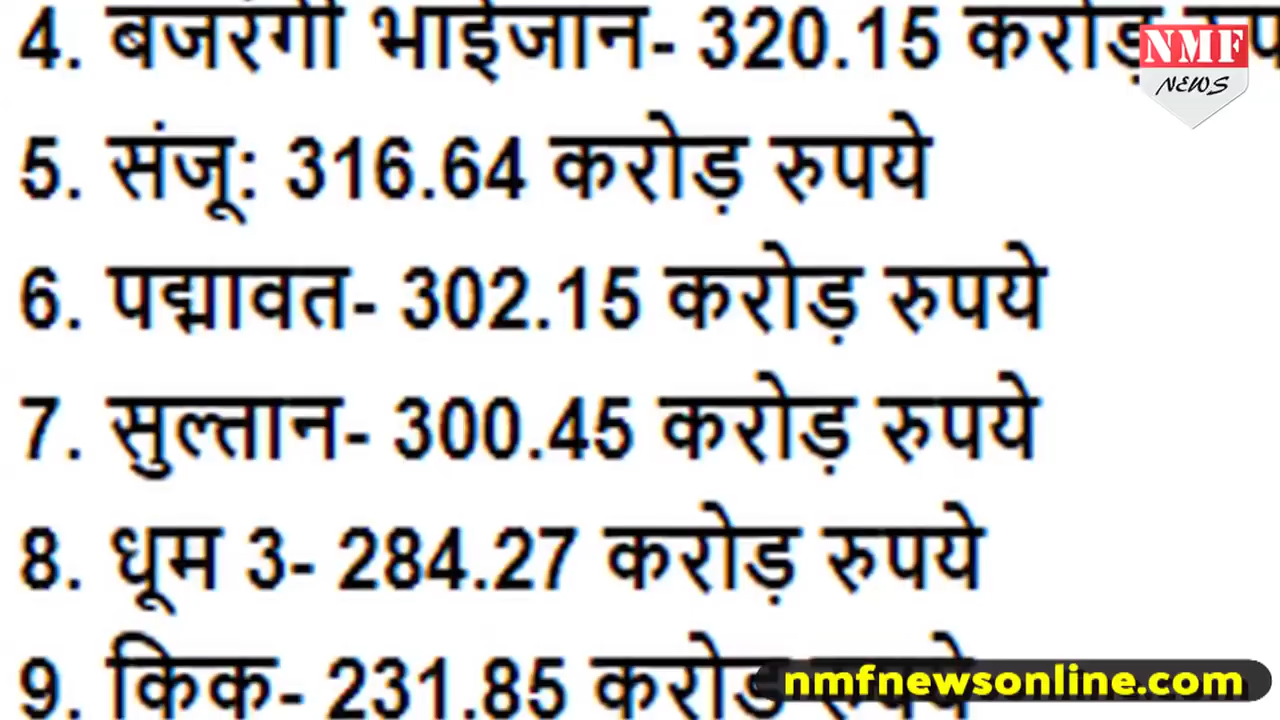 4. बजरंगी भाईजान- 320.15 करोड़
NMF
NEWS
5. संजू: 316.64 करोड़ रुपये
6. पद्मावत- 302.15 करोड़ रुपये
7. सुल्तान- 300.45 करोड़ रुपये
8. धूम 3- 284.27 करोड़ रुपये
9. किक- 231.85 करोड़
nmfnewsonline.com